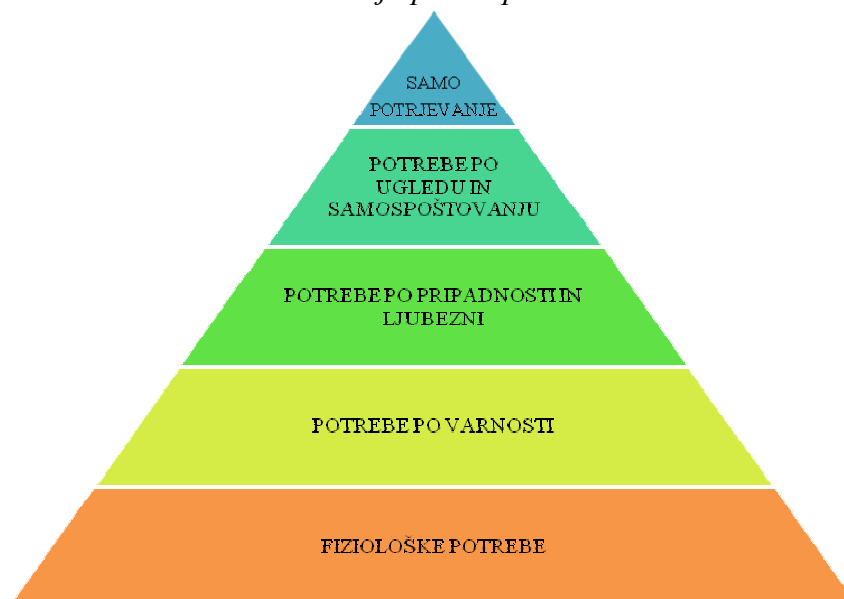 SAMO
POTRJEVANJE
POTREBE PO
UGLEDU IN
SAMOSPOŠTOVANJU
POTREBE PO PRIPADNOSTI IN
LJUBEZNI
POTREBE PO VARNOSTI
FIZIOLOŠKE POTREBE